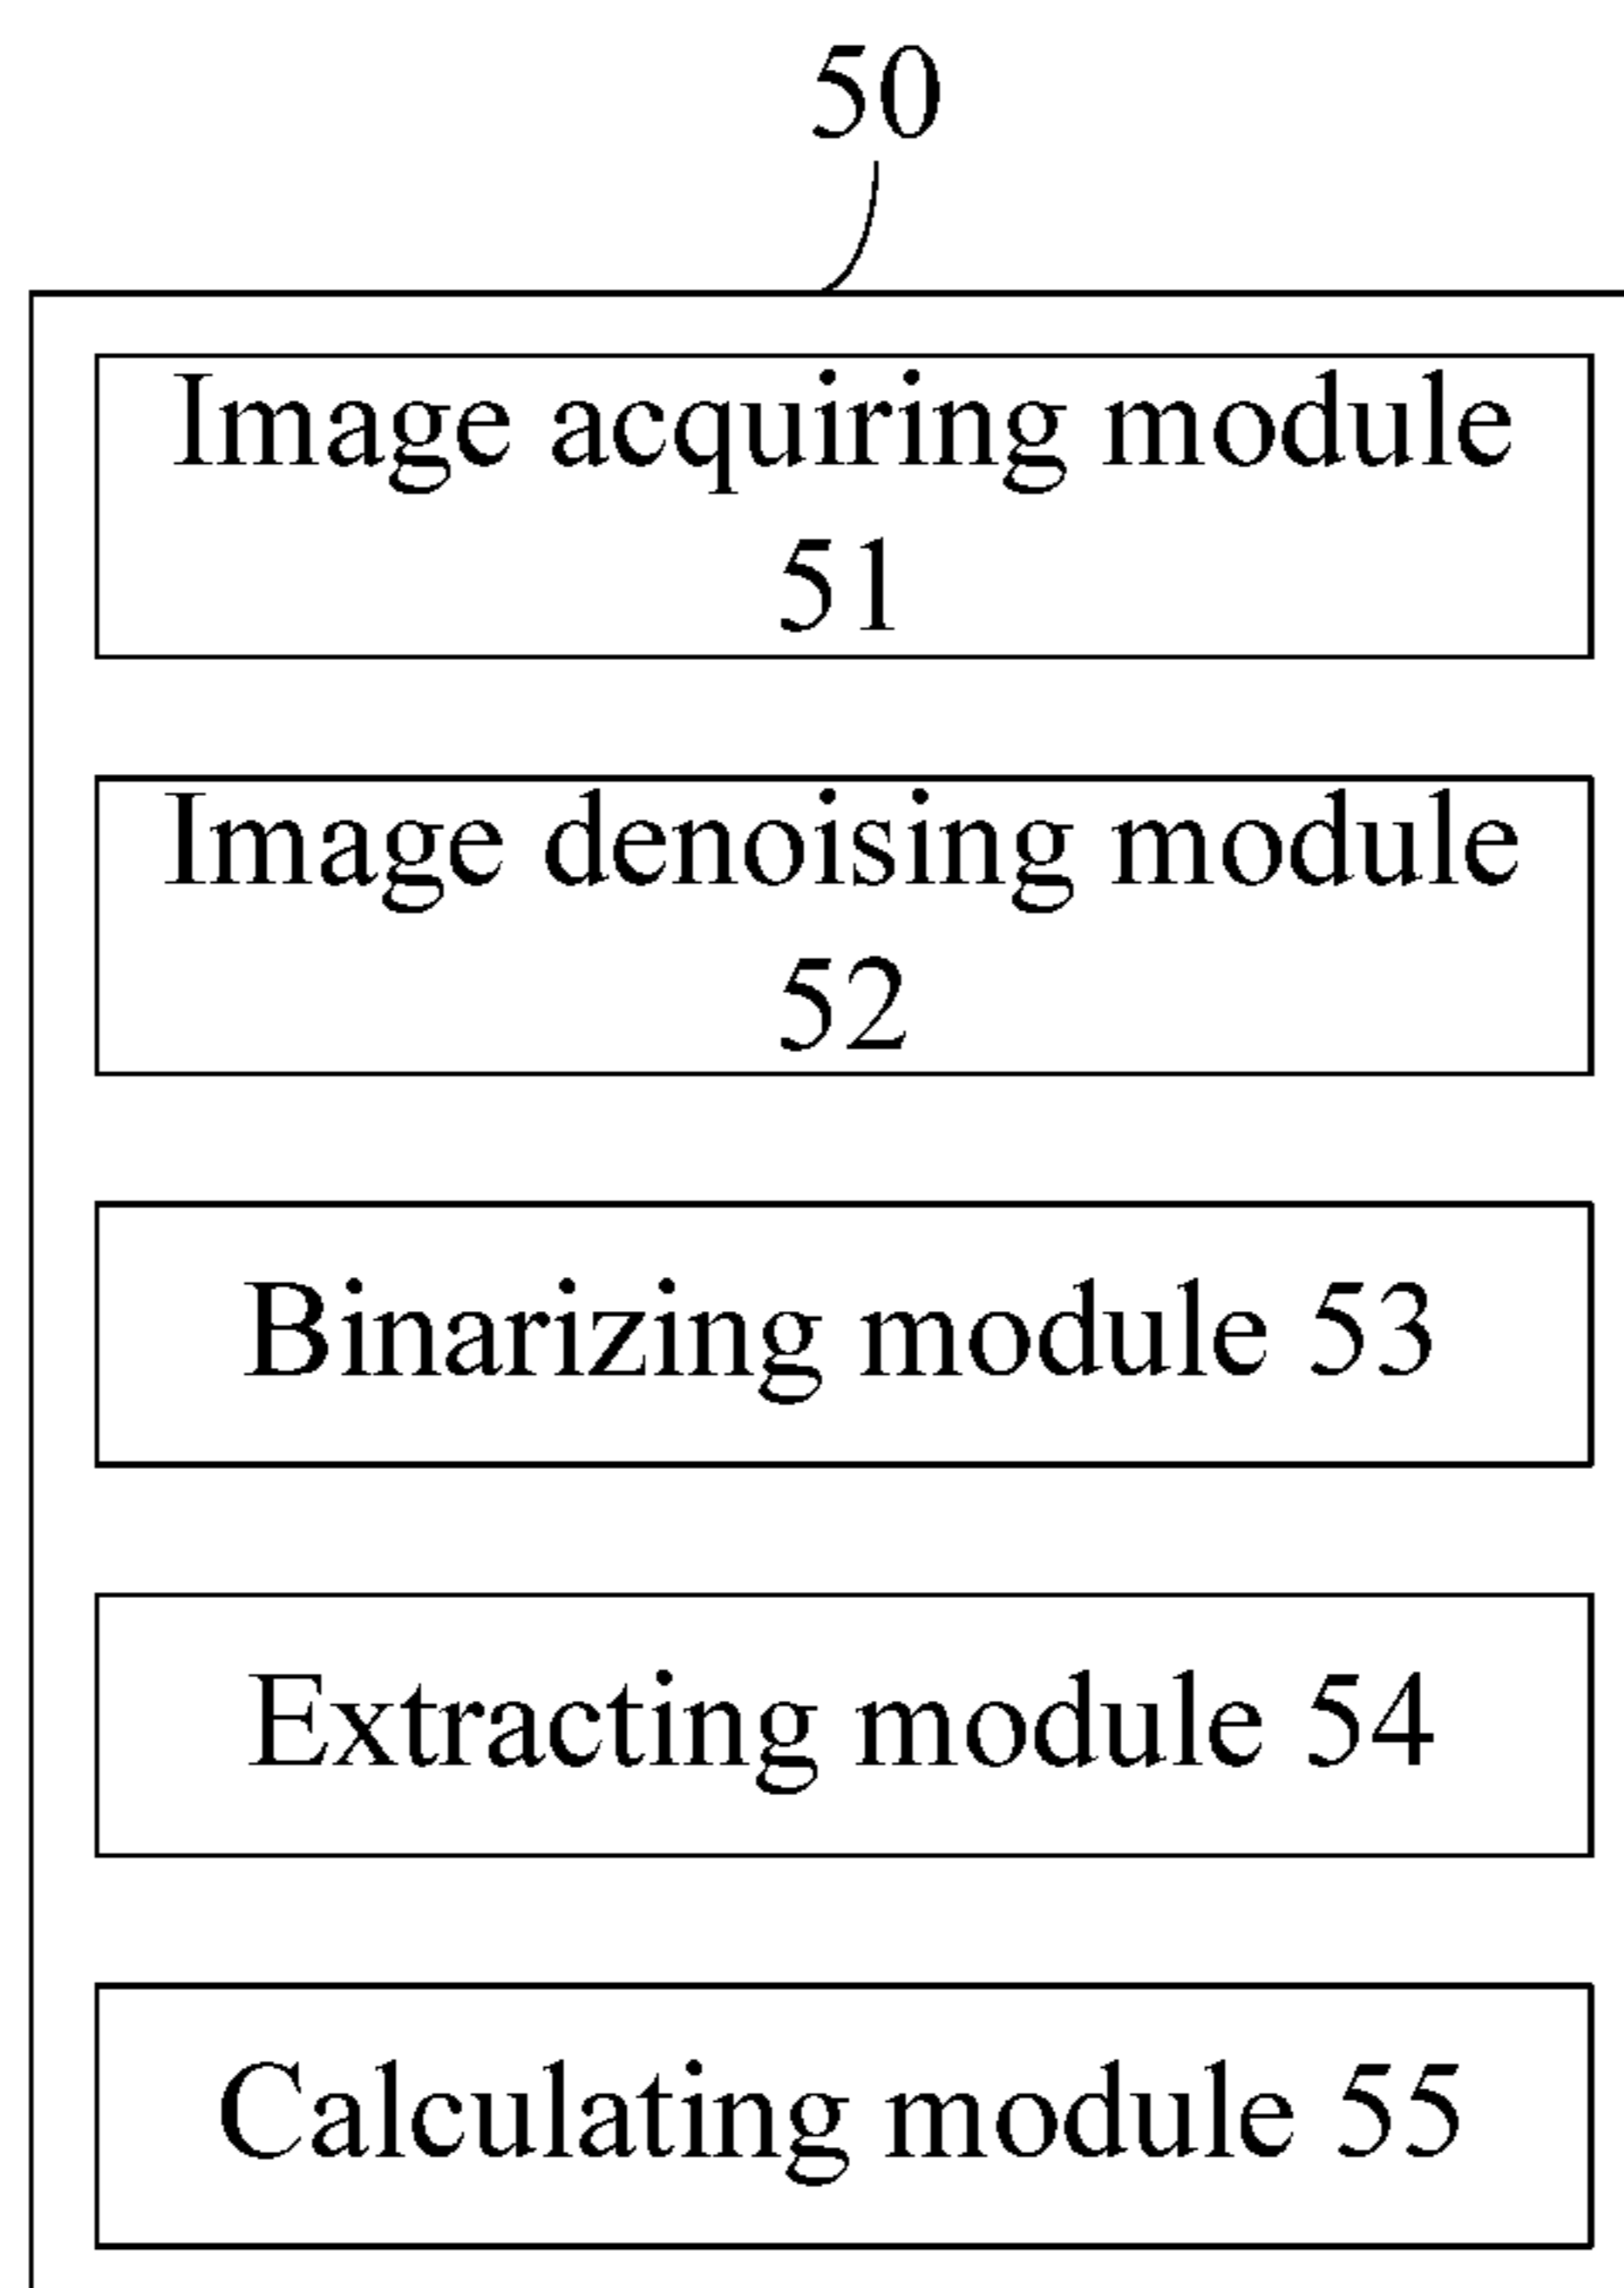 50
Image acquiring module
51
Image denoising module
52
Binarizing module 53
Extracting module 54
Calculating module 55